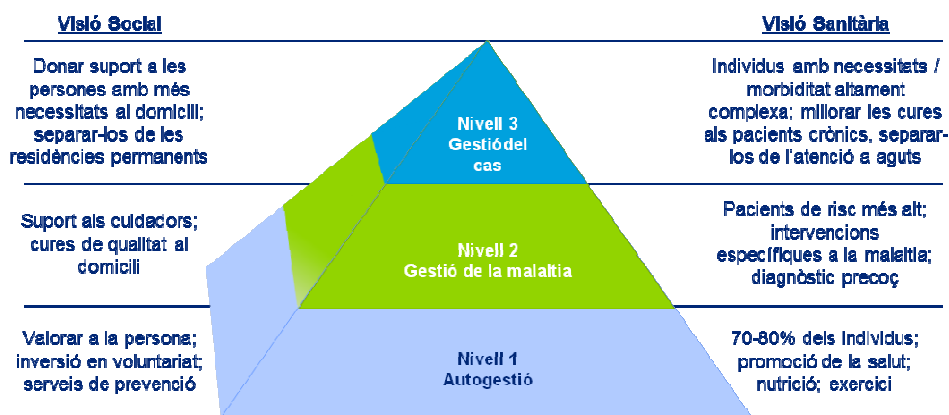 Visió Social
Visió Sanitària
Donar suport a les
persones amb més
necessitats al domicili;
separar-los de les
residències permanents
Nivell 3
Gestiódel
cas
Individus amb necessitats /
morbiditat altament
complexa; millorar les cures
als pacients crònics, separar-
los de l'atenció a aguts
Suport als cuidadors;
cures de qualitat al
domicili
Nivell 2
Gestió de la malaltia
Pacients de risc més alt;
intervencions
específiques a la malaltia;
diagnòstic precoç
Valorar a la persona;
inversió en voluntariat;
serveis de prevenció
Nivell 1
Autogestió
70-80% dels individus;
promoció de la salut;
nutrició; exercici